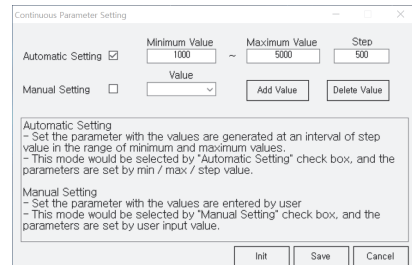 Continuous Parameter Setting
Minimum Value Maximum Value Step
Automatic Setting 1000 ~ 5000 500
Value
Manual Setting Add Value Delete Value
Automatic Setting
- Set the parameter with the values are generated at an interval of step
value in the range of minimum and maximum values.
- This mode would be selected by "Automatic Setting" check box, and the
parameters are set by min / max / step value.
Manual Setting
- Set the parameter with the values are entered by user
- This mode would be selected by "Manual Setting" check box, and the
parameters are set by user input value.
Init Save Cancel